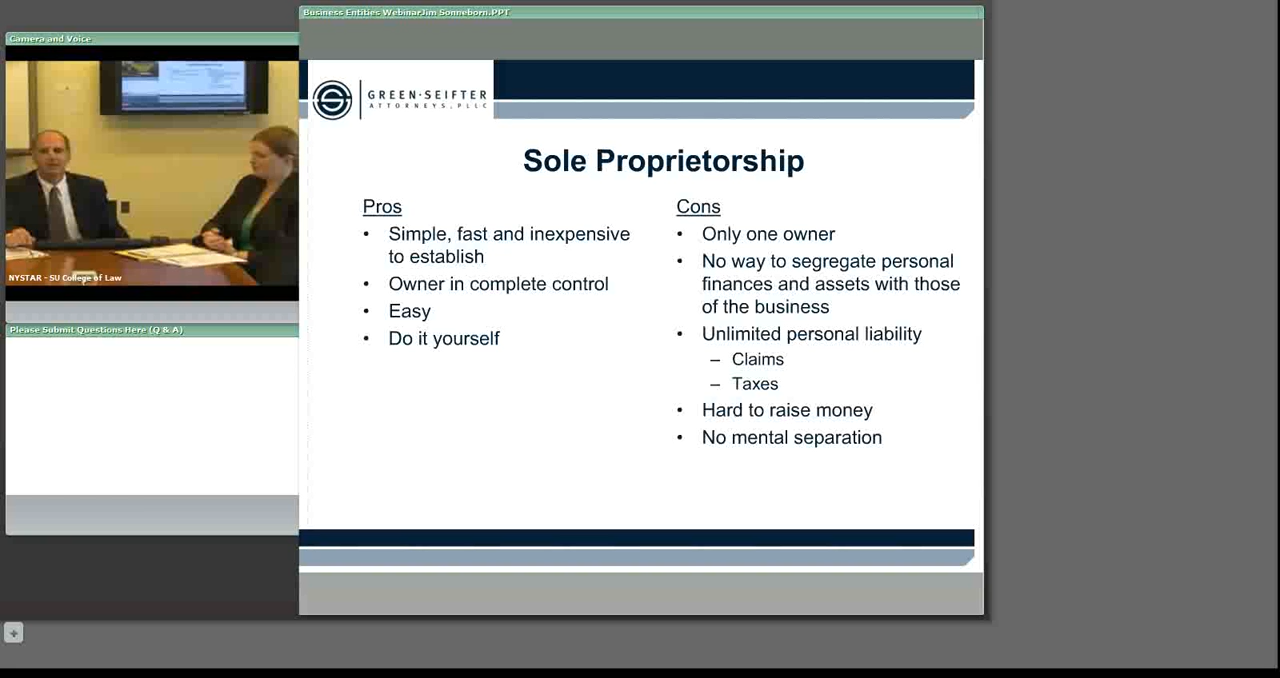 Business Entities WebinarJim Sonneborn.PPT
Camera and Voice
NYSTAR - SU College of Law
Please Submit Questions Here (Q & A)
GREEN·SEIFTER
ATTORNEYS, PLLC
Sole Proprietorship
Pros
• Simple, fast and inexpensive
to establish
• Owner in complete control
• Easy
• Do it yourself
Cons
• Only one owner
• No way to segregate personal
finances and assets with those
of the business
• Unlimited personal liability
– Claims
– Taxes
• Hard to raise money
• No mental separation